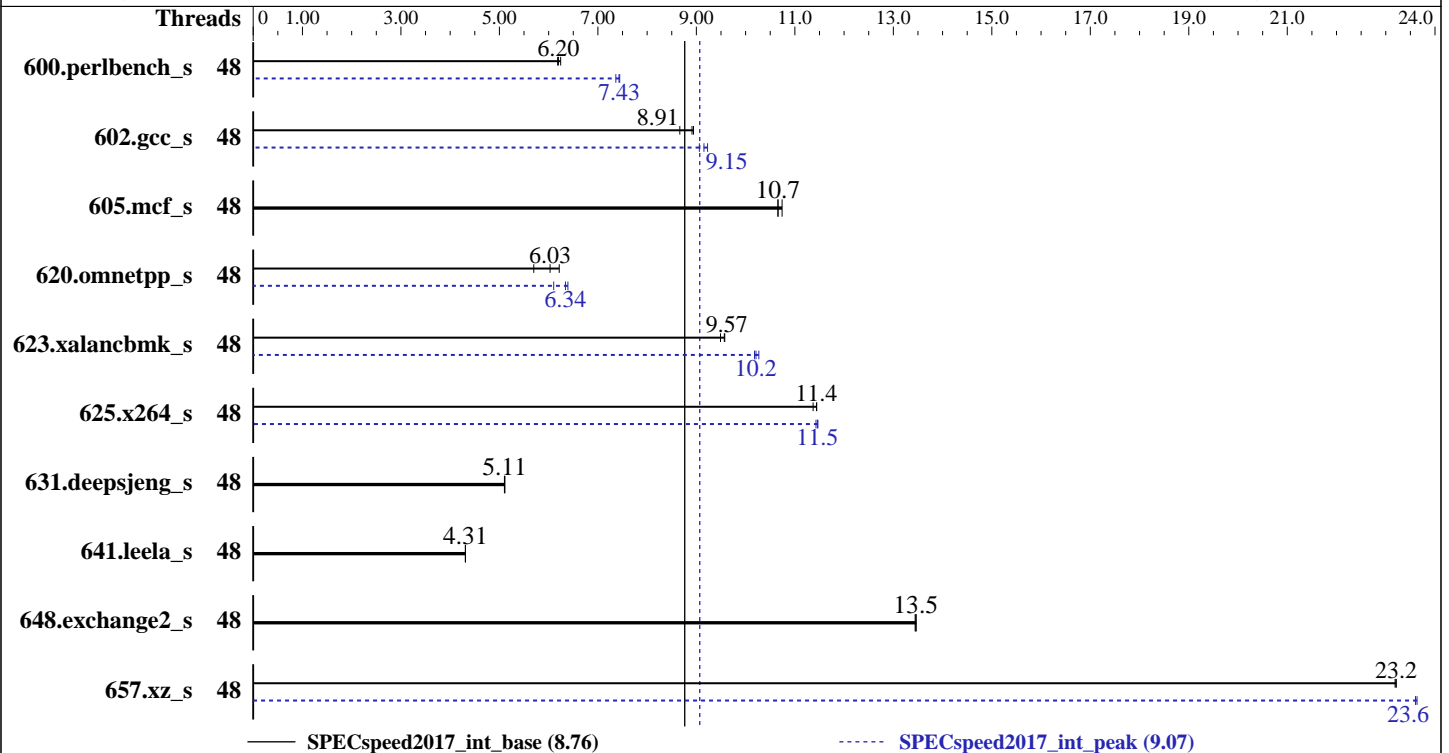 Threads 0 1.00 3.00 5.00 7.00 9.00 11.0 13.0 15.0 17.0 19.0 21.0 24.0
6.20
600.perlbench_s 48
7.43
8.91
602.gcc_s 48
9.15
10.7
605.mcf_s 48
6.03
620.omnetpp_s 48
6.34
9.57
623.xalancbmk_s 48
10.2
11.4
625.x264_s 48
11.5
5.11
631.deepsjeng_s 48
4.31
641.leela_s 48
13.5
648.exchange2_s 48
23.2
657.xz_s 48
23.6
SPECspeed2017_int_base (8.76) SPECspeed2017_int_peak (9.07)